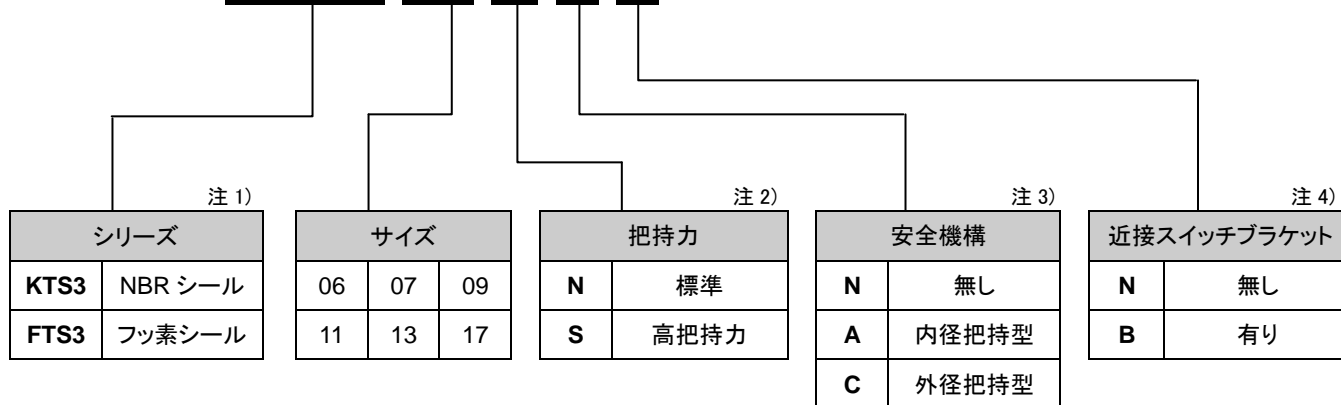 注 1)
注 2)
注 3)
注 4)
シリーズ
サイズ
把持力
安全機構
近接スイッチブラケット
KTS3 NBR シール
06 07 09
N 標準
N 無し
N 無し
FTS3 フッ素シール
11 13 17
S 高把持力
A 内径把持型
B 有り
C 外径把持型